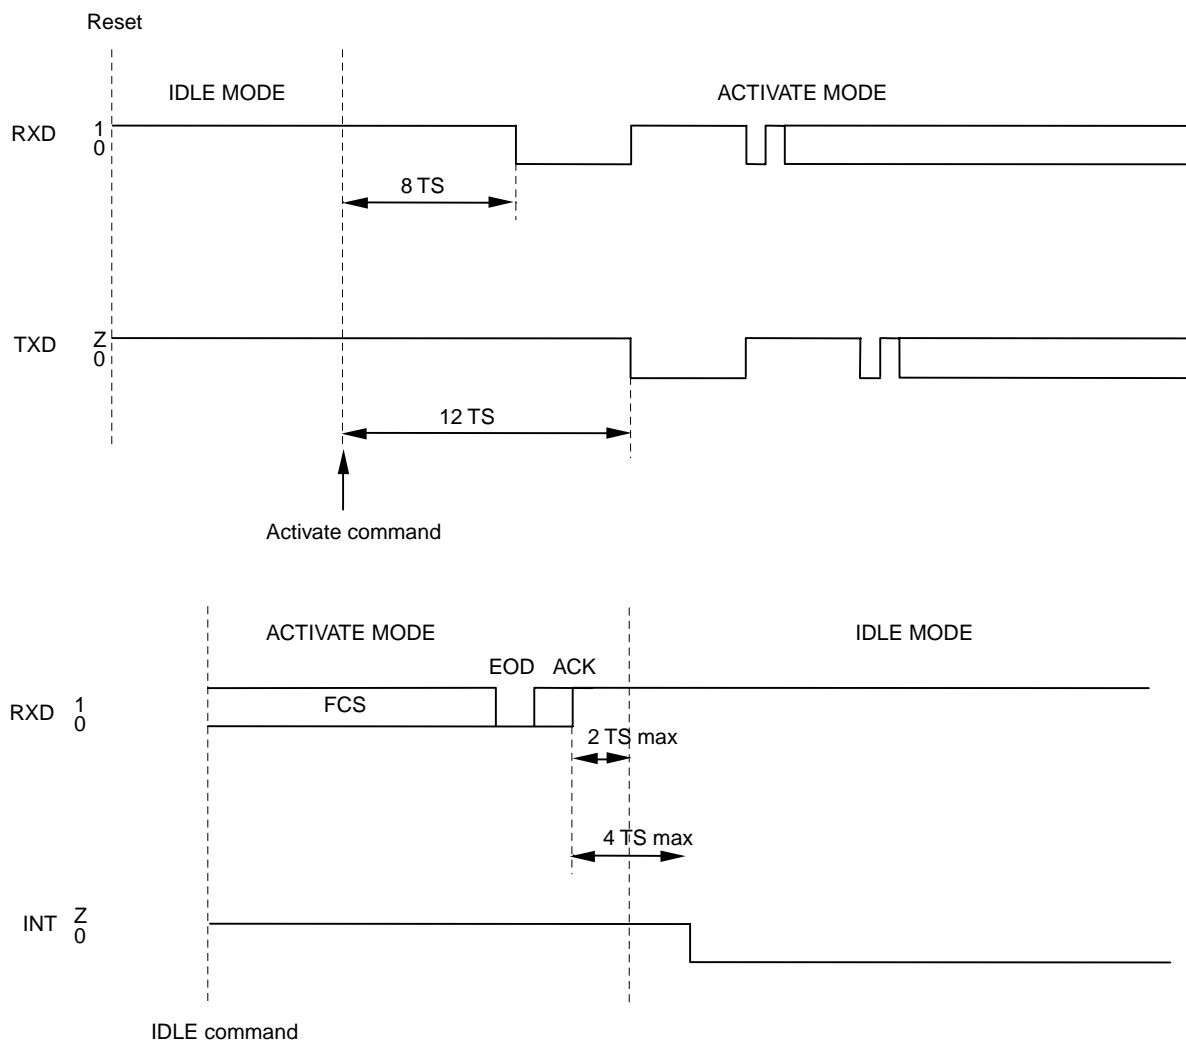 Reset
IDLE MODE
ACTIVATE MODE
RXD 1
0
8 TS
TXD Z
0
12 TS
Activate command
ACTIVATE MODE
IDLE MODE
EOD ACK
RXD 1
0
FCS
2 TS max
4 TS max
INT Z
0
IDLE command